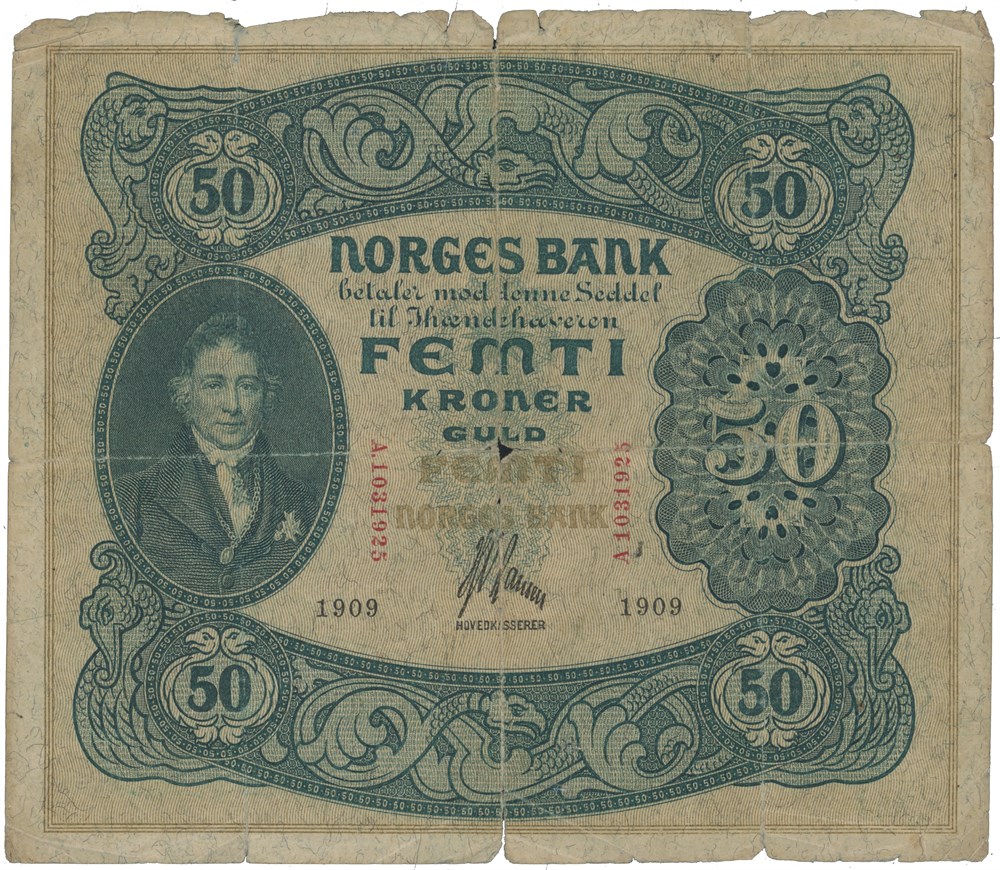 50 50
NORGES BANK
betaler mod denne Seddel
til Ihændehaveren
FEMTI
KRONER
GULD
50
FEMTI
NORGES BANK
A.1031925
A.1031925
1909 1909
HOVEDKASSERER
50 50